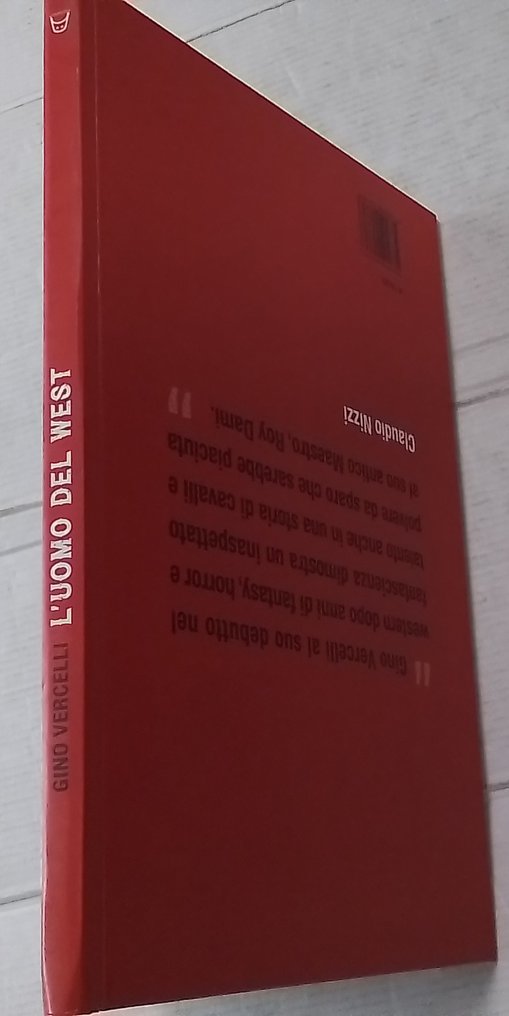 GINO VERCELLI L'UOMO DEL WEST
"Gino Vercelli al suo debutto nel
western dopo anni di fantasy, horror e
fantascienza dimostra un inaspettato
talento anche in una storia di cavalli e
polvere da sparo che sarebbe piaciuta
al suo antico Maestro, Roy Dami."
Claudio Nizzi